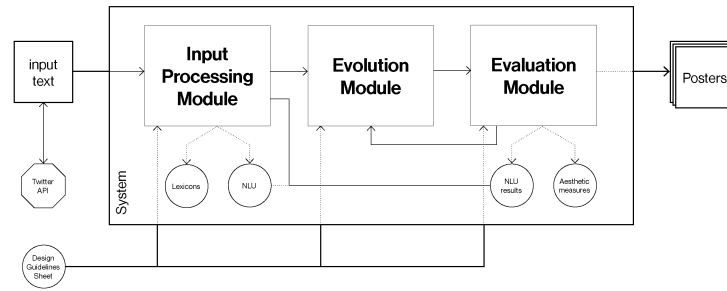 input
text
Input
Processing
Module
Evolution
Module
Evaluation
Module
Posters
Twitter
API
System
Lexicons
NLU
NLU
results
Aesthetic
measures
Design
Guidelines
Sheet